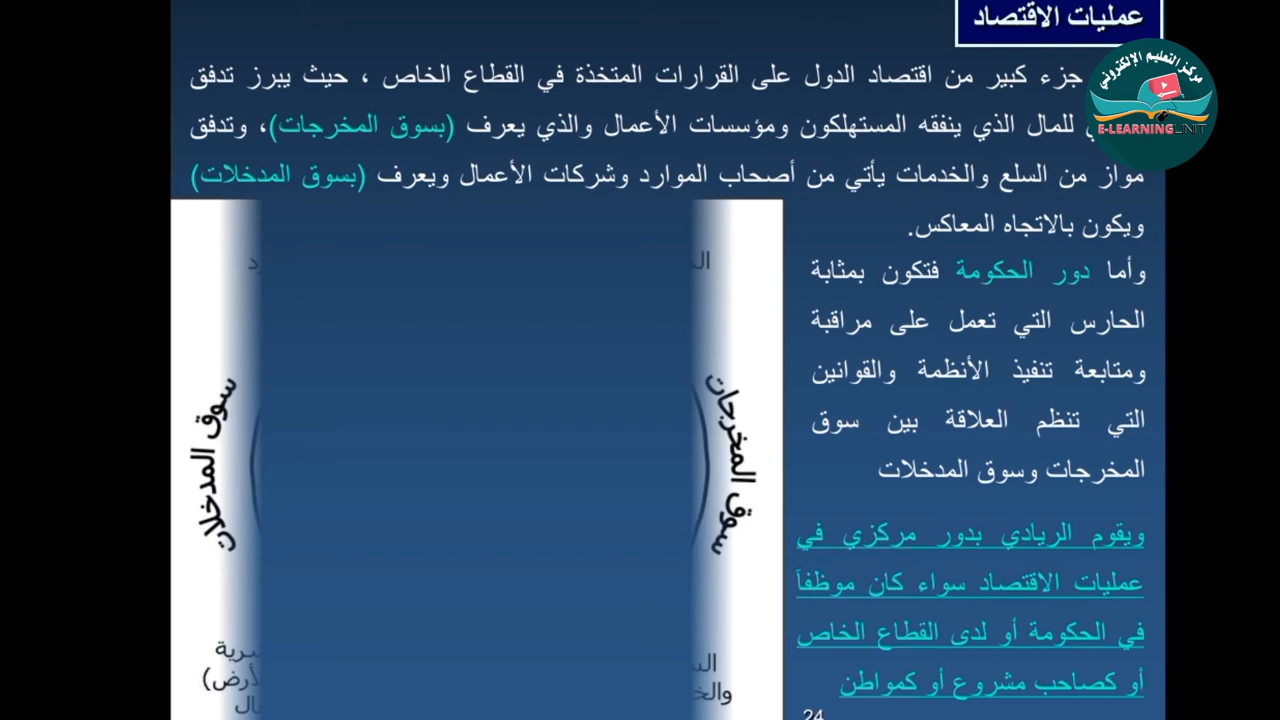 عمليات الاقتصاد
مركز التعليم الإلكتروني
E-LEARNING UNIT
جزء كبير من اقتصاد الدول على القرارات المتخذة في القطاع الخاص ، حيث يبرز تدفق
للمال الذي ينفقه المستهلكون ومؤسسات الأعمال والذي يعرف (بسوق المخرجات)، وتدفق
مواز من السلع والخدمات يأتي من أصحاب الموارد وشركات الأعمال ويعرف (بسوق المدخلات)
ويكون بالاتجاه المعاكس.
وأما دور الحكومة فتكون بمثابة
الحارس التي تعمل على مراقبة
ومتابعة تنفيذ الأنظمة والقوانين
التي تنظم العلاقة بين سوق
المخرجات وسوق المدخلات
ويقوم الريادي بدور مركزي في
عمليات الاقتصاد سواء كان موظفاً
في الحكومة أو لدى القطاع الخاص
أو كصاحب مشروع أو كمواطن
سوق المخرجات
سوق المدخلات
24